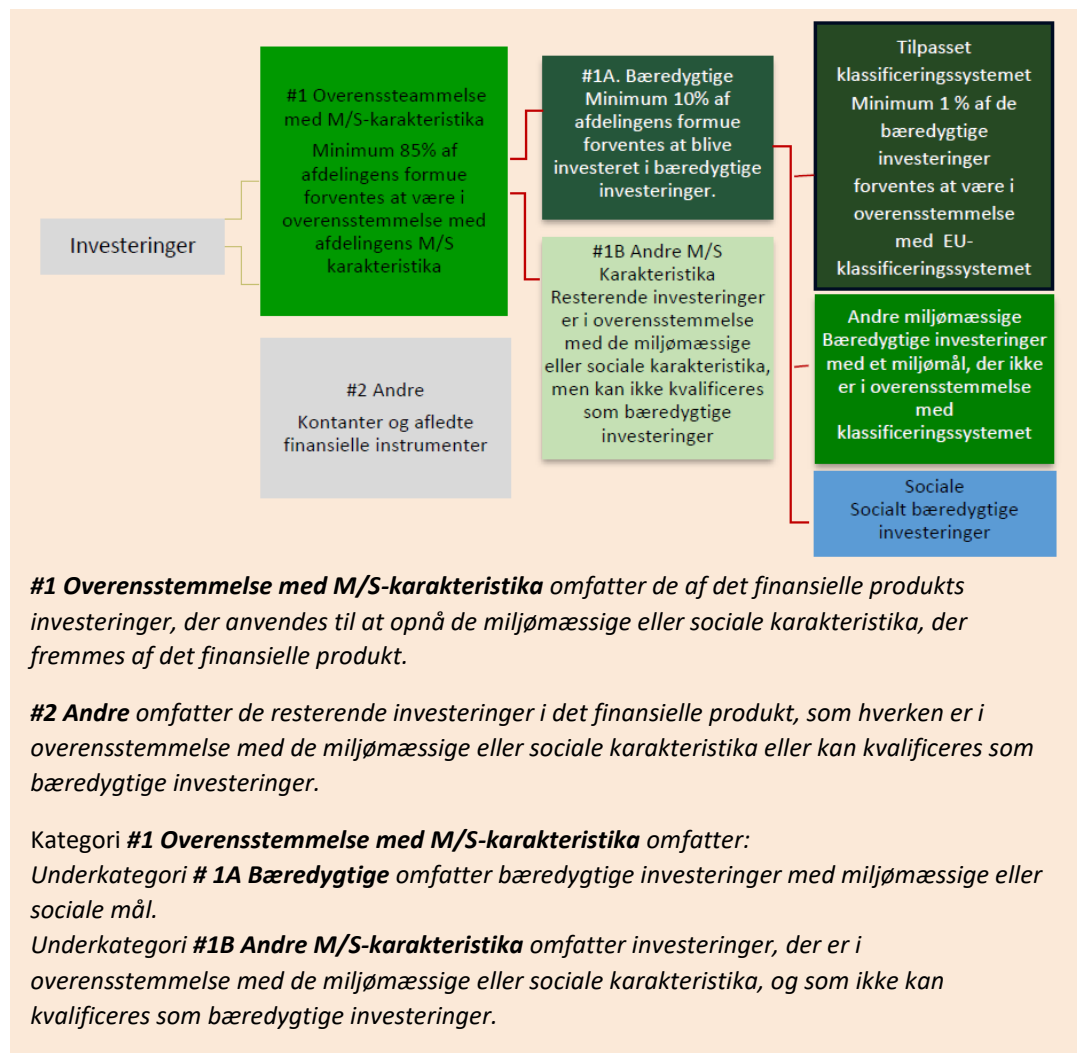 Investeringer
#1 Overenssteammelse
med M/S-karakteristika
Minimum 85% af
afdelingens formue
forventes at være i
overensstemmelse med
afdelingens M/S
karakteristika
#2 Andre
Kontanter og afledte
finansielle instrumenter
#1A. Bæredygtige
Minimum 10% af
afdelingens formue
forventes at blive
investeret i bæredygtige
investeringer.
#1B Andre M/S
Karakteristika
Resterende investeringer
er i overensstemmelse
med de miljømæssige
eller sociale karakteristika,
men kan ikke kvalificeres
som bæredygtige
investeringer
Tilpasset
klassificeringssystemet
Minimum 1 % af de
bæredygtige
investeringer
forventes at være i
overensstemmelse
med EU-
klassificeringssystemet
Andre miljømæssige
Bæredygtige investeringer
med et miljømål, der ikke
er i overensstemmelse
med
klassificeringssystemet
Sociale
Socialt bæredygtige
investeringer
#1 Overensstemmelse med M/S-karakteristika omfatter de af det finansielle produkts
investeringer, der anvendes til at opnå de miljømæssige eller sociale karakteristika, der
fremmes af det finansielle produkt.
#2 Andre omfatter de resterende investeringer i det finansielle produkt, som hverken er i
overensstemmelse med de miljømæssige eller sociale karakteristika eller kan kvalificeres som
bæredygtige investeringer.
Kategori #1 Overensstemmelse med M/S-karakteristika omfatter:
Underkategori # 1A Bæredygtige omfatter bæredygtige investeringer med miljømæssige eller
sociale mål.
Underkategori #1B Andre M/S-karakteristika omfatter investeringer, der er i
overensstemmelse med de miljømæssige eller sociale karakteristika, og som ikke kan
kvalificeres som bæredygtige investeringer.